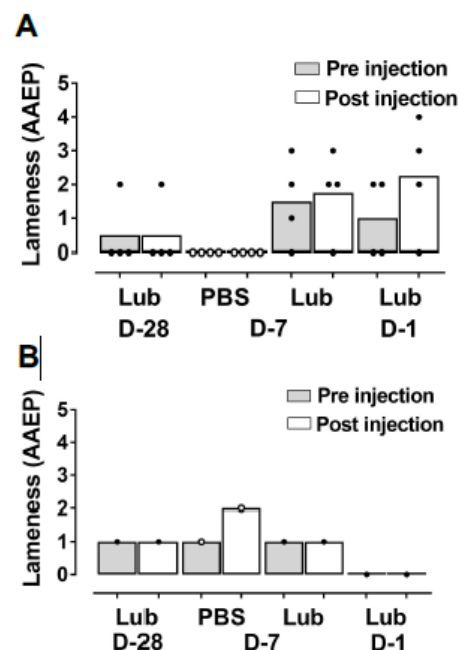 A
Pre injection
Post injection
Lameness (AAEP)
5
4
3
2
1
0
Lub PBS Lub Lub
D-28 D-7 D-1
B
Pre injection
Post injection
Lameness (AAEP)
5
4
3
2
1
0
Lub PBS Lub Lub
D-28 D-7 D-1